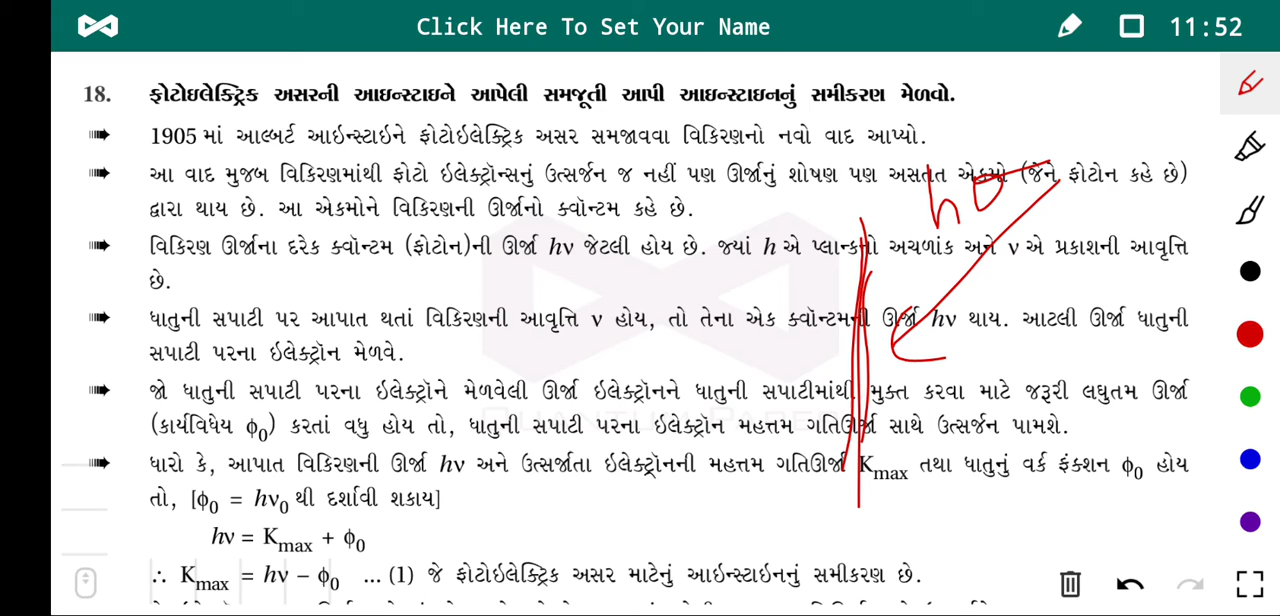 Click Here To Set Your Name
11:52
18. ફોટોઇલેક્ટ્રિક અસરની આઇન્સ્ટાઇને આપેલી સમજૂતી આપી આઇન્સ્ટાઇનનું સમીકરણ મેળવો.
1905 માં આલ્બર્ટ આઇન્સ્ટાઇને ફોટોઇલેક્ટ્રિક અસર સમજાવવા વિકિરણનો નવો વાદ આપ્યો.
આ વાદ મુજબ વિકિરણમાંથી ફોટો ઇલેક્ટ્રૉન્સનું ઉત્સર્જન જ નહીં પણ ઊર્જાનું શોષણ પણ અસતત એકમો (જેને ફોટોન કહે છે)
દ્વારા થાય છે. આ એકમોને વિકિરણની ઊર્જાનો ક્વૉન્ટમ કહે છે.
hυ
વિકિરણ ઊર્જાના દરેક ક્વૉન્ટમ (ફોટોન)ની ઊર્જા hν જેટલી હોય છે. જ્યાં h એ પ્લાન્કનો અચળાંક અને ν એ પ્રકાશની આવૃત્તિ
છે.
ધાતુની સપાટી પર આપાત થતાં વિકિરણની આવૃત્તિ ν હોય, તો તેના એક ક્વૉન્ટમની ઊર્જા hν થાય. આટલી ઊર્જા ધાતુની
સપાટી પરના ઇલેક્ટ્રૉન મેળવે.
જો ધાતુની સપાટી પરના ઇલેક્ટ્રૉને મેળવેલી ઊર્જા ઇલેક્ટ્રૉનને ધાતુની સપાટીમાંથી મુક્ત કરવા માટે જરૂરી લઘુતમ ઊર્જા
(કાર્યવિધેય ϕ₀) કરતાં વધુ હોય તો, ધાતુની સપાટી પરના ઇલેક્ટ્રૉન મહત્તમ ગતિઊર્જા સાથે ઉત્સર્જન પામશે.
ધારો કે, આપાત વિકિરણની ઊર્જા hν અને ઉત્સર્જાતા ઇલેક્ટ્રૉનની મહત્તમ ગતિઊર્જા Kmax તથા ધાતુનું વર્ક ફંક્શન ϕ₀ હોય
તો, [ϕ₀ = hν₀ થી દર્શાવી શકાય]
hν = Kmax + ϕ₀
∴ Kmax = hν − ϕ₀ ... (1) જે ફોટોઇલેક્ટ્રિક અસર માટેનું આઇન્સ્ટાઇનનું સમીકરણ છે.